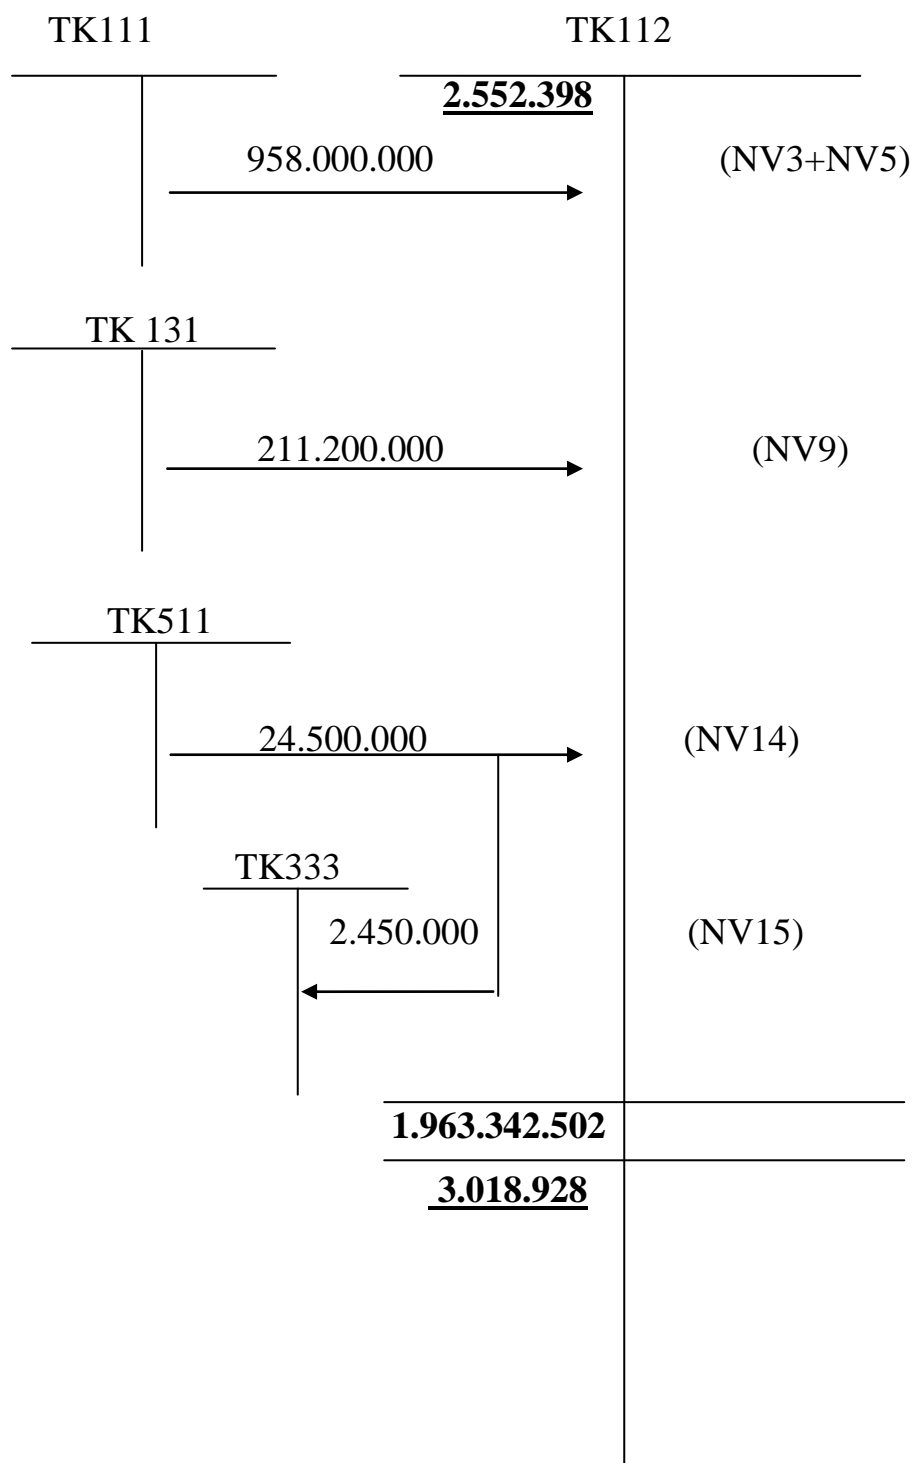 TK111 TK112
2.552.398
958.000.000 (NV3+NV5)
TK 131
211.200.000 (NV9)
TK511
24.500.000 (NV14)
TK333
2.450.000 (NV15)
1.963.342.502
3.018.928